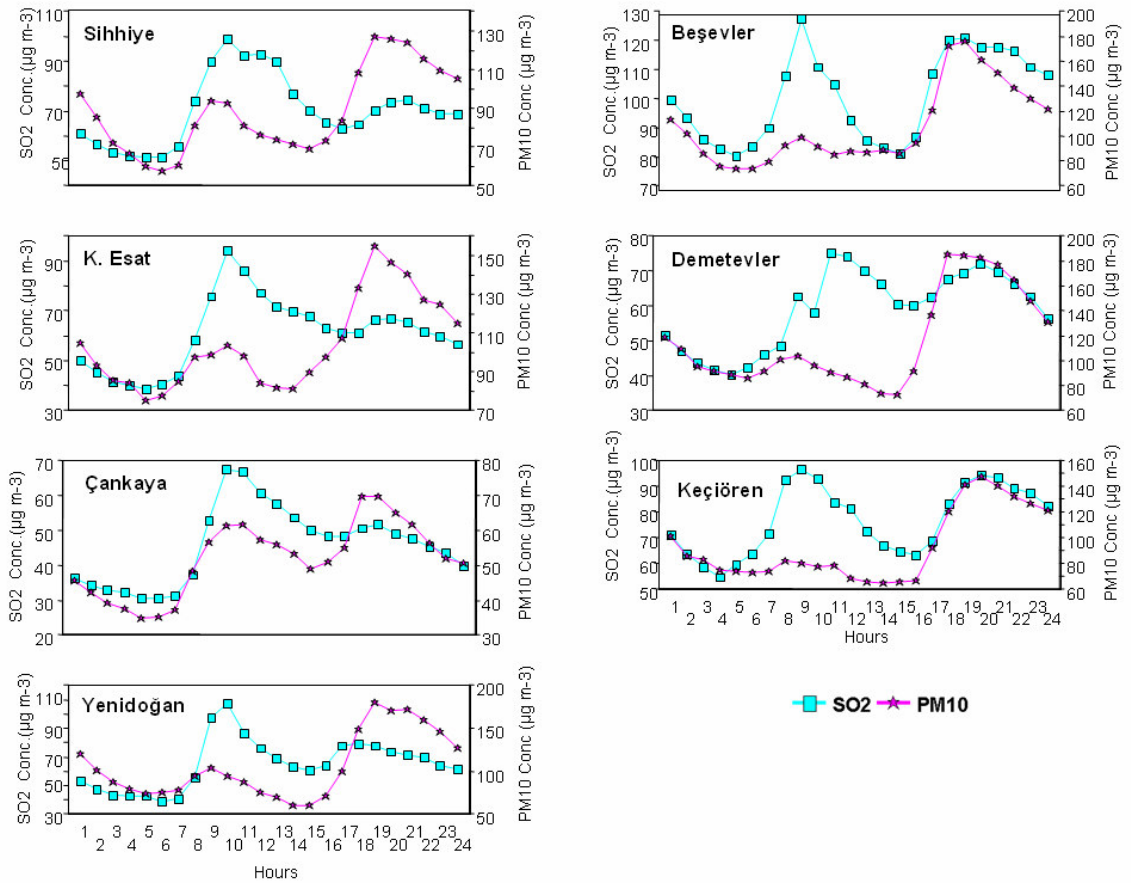 Sihhiye
SO2 Conc.(µg m-3)
110
90
70
50
PM10 Conc (µg m-3)
130
110
90
70
50
Beşevler
SO2 Conc.(µg m-3)
130
120
110
100
90
80
70
PM10 Conc (µg m-3)
200
180
160
140
120
100
80
60
K. Esat
SO2 Conc.(µg m-3)
90
70
50
30
PM10 Conc (µg m-3)
150
130
110
90
70
Demetevler
SO2 Conc.(µg m-3)
80
70
60
50
40
30
PM10 Conc (µg m-3)
200
180
160
140
120
100
80
60
Çankaya
SO2 Conc.(µg m-3)
70
60
50
40
30
20
PM10 Conc (µg m-3)
80
70
60
50
40
30
Keçiören
SO2 Conc.(µg m-3)
100
90
80
70
60
50
PM10 Conc (µg m-3)
160
140
120
100
80
60
1 3 5 7 9 11 13 15 17 19 21 23
2 4 6 8 10 12 14 16 18 20 22 24
Hours
Yenidoğan
SO2 Conc.(µg m-3)
110
90
70
50
30
PM10 Conc (µg m-3)
200
150
100
50
1 3 5 7 9 11 13 15 17 19 21 23
2 4 6 8 10 12 14 16 18 20 22 24
Hours
SO2 PM10